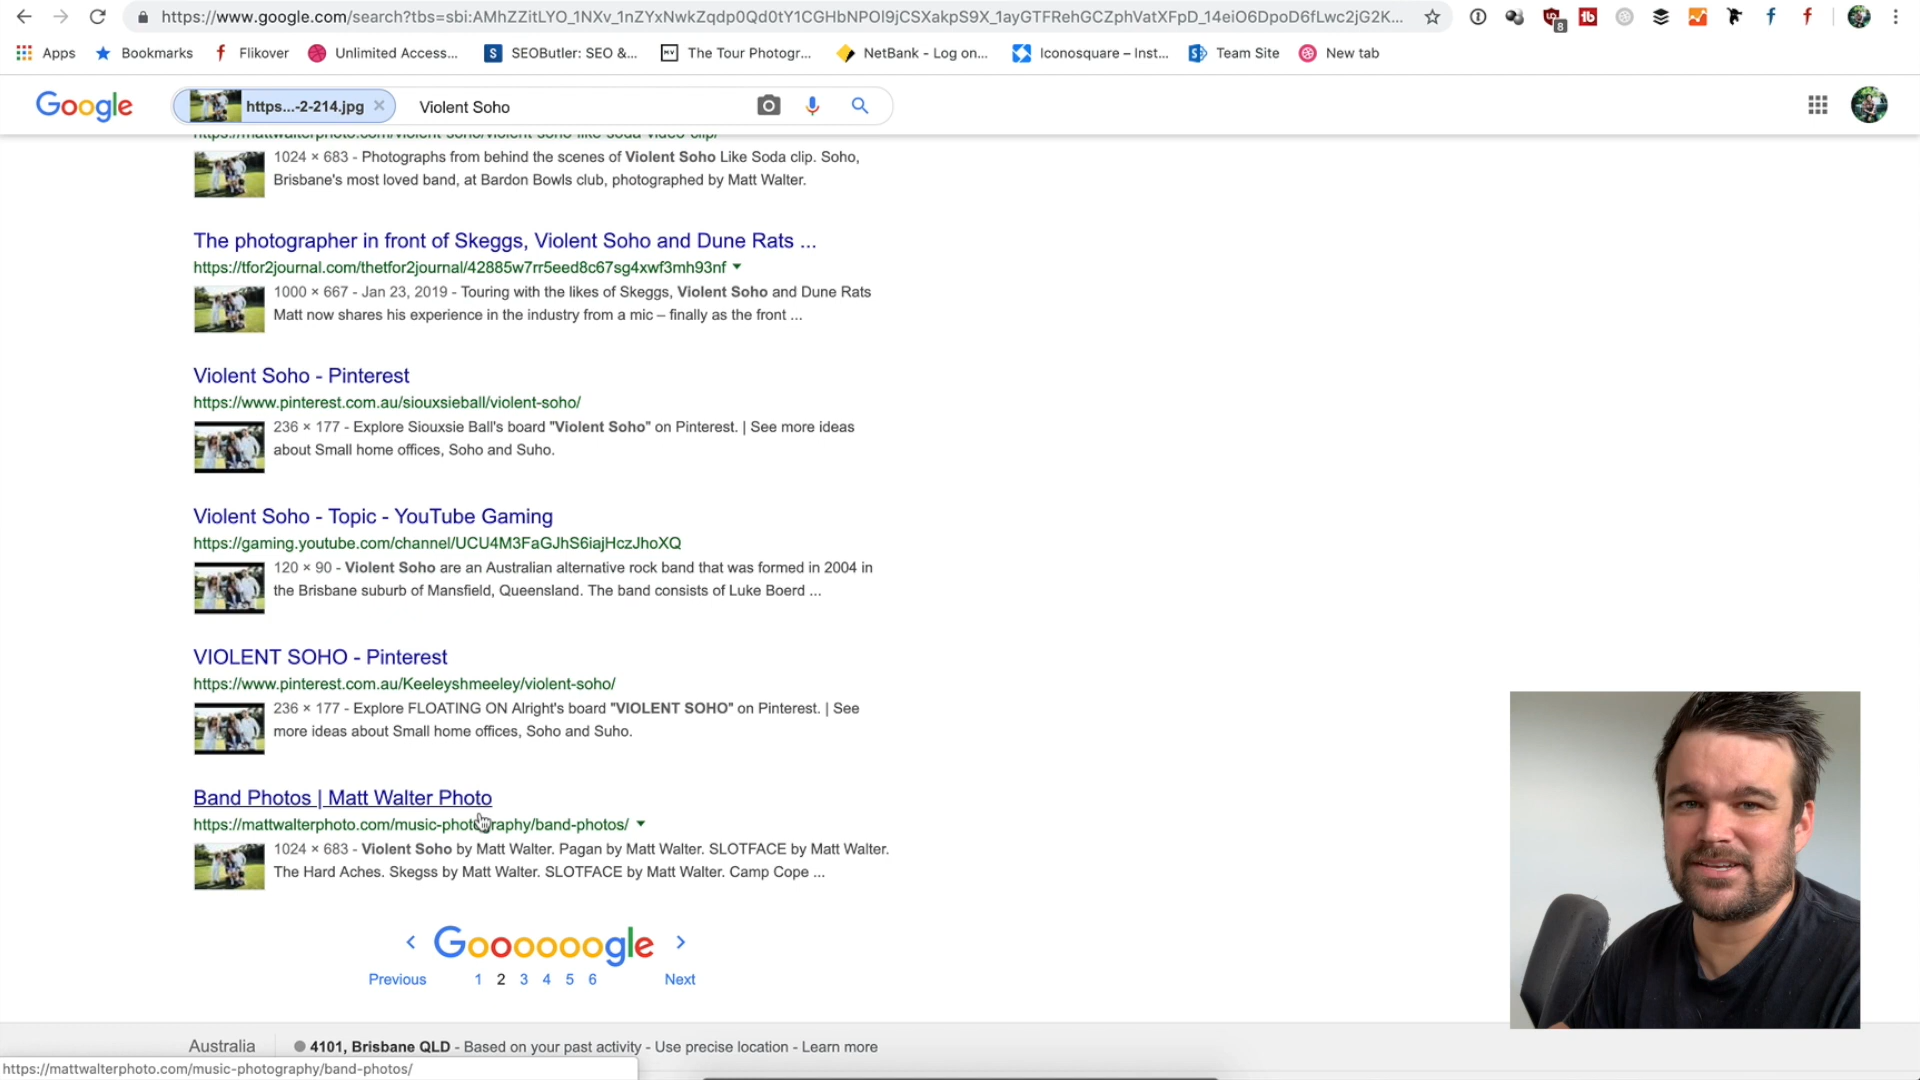 https://www.google.com/search?tbs=sbi:AMhZZitLYO_1NXv_1nZYxNwkZqdp0Qd0tY1CGHbNPOl9jCSXakpS9X_1ayGTFRehGCZphVatXFpD_14eiO6DpoD6fLwc2jG2K...
8
Apps Bookmarks Flikover Unlimited Access... SEOButler: SEO &... The Tour Photogr... NetBank - Log on... Iconosquare – Inst... Team Site New tab
Google https...-2-214.jpg Violent Soho
https://mattwalterphoto.com/violent-soho/violent-soho-like-soda-video-clip/
1024 × 683 - Photographs from behind the scenes of Violent Soho Like Soda clip. Soho,
Brisbane's most loved band, at Bardon Bowls club, photographed by Matt Walter.
The photographer in front of Skeggs, Violent Soho and Dune Rats ...
https://tfor2journal.com/thetfor2journal/42885w7rr5eed8c67sg4xwf3mh93nf
1000 × 667 - Jan 23, 2019 - Touring with the likes of Skeggs, Violent Soho and Dune Rats
Matt now shares his experience in the industry from a mic – finally as the front ...
Violent Soho - Pinterest
https://www.pinterest.com.au/siouxsieball/violent-soho/
236 × 177 - Explore Siouxsie Ball's board "Violent Soho" on Pinterest. | See more ideas
about Small home offices, Soho and Suho.
Violent Soho - Topic - YouTube Gaming
https://gaming.youtube.com/channel/UCU4M3FaGJhS6iajHczJhoXQ
120 × 90 - Violent Soho are an Australian alternative rock band that was formed in 2004 in
the Brisbane suburb of Mansfield, Queensland. The band consists of Luke Boerd ...
VIOLENT SOHO - Pinterest
https://www.pinterest.com.au/Keeleyshmeeley/violent-soho/
236 × 177 - Explore FLOATING ON Alright's board "VIOLENT SOHO" on Pinterest. | See
more ideas about Small home offices, Soho and Suho.
Band Photos | Matt Walter Photo
https://mattwalterphoto.com/music-photography/band-photos/
1024 × 683 - Violent Soho by Matt Walter. Pagan by Matt Walter. SLOTFACE by Matt Walter.
The Hard Aches. Skegss by Matt Walter. SLOTFACE by Matt Walter. Camp Cope ...
< Goooooogle >
Previous 1 2 3 4 5 6 Next
Australia 4101, Brisbane QLD - Based on your past activity - Use precise location - Learn more
https://mattwalterphoto.com/music-photography/band-photos/